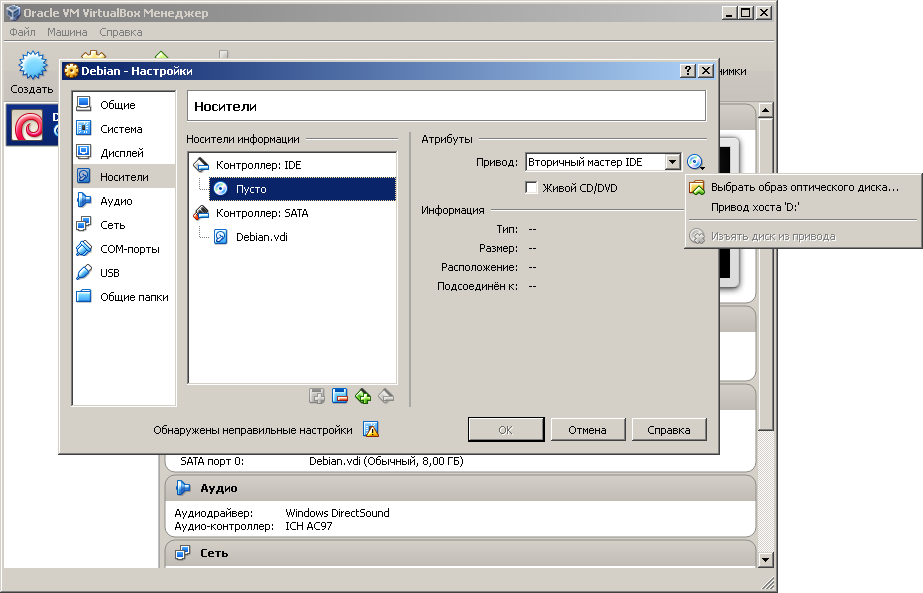 Oracle VM VirtualBox Менеджер
Файл Машина Справка
Создать
Debian - Настройки
Общие
Система
Дисплей
Носители
Аудио
Сеть
COM-порты
USB
Общие папки
Носители
Носители информации
Контроллер: IDE
Пусто
Контроллер: SATA
Debian.vdi
Атрибуты
Привод: Вторичный мастер IDE
Живой CD/DVD
Информация
Тип: --
Размер: --
Расположение: --
Подсоединён к: --
Выбрать образ оптического диска...
Привод хоста 'D:'
Изъять диск из привода
Обнаружены неправильные настройки
OK Отмена Справка
SATA порт 0: Debian.vdi (Обычный, 8,00 ГБ)
Аудио
Аудиодрайвер: Windows DirectSound
Аудио-контроллер: ICH AC97
Сеть